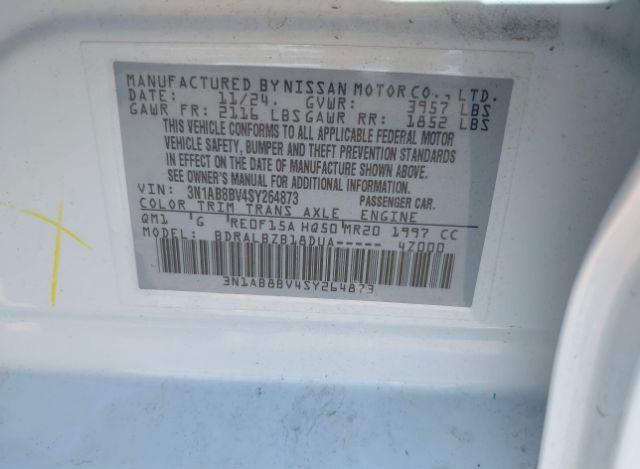 MANUFACTURED BY NISSAN MOTOR CO., LTD.
DATE: 11/24. GVWR: 3957 LBS
GAWR FR: 2116 LBS GAWR RR: 1852 LBS
THIS VEHICLE CONFORMS TO ALL APPLICABLE FEDERAL MOTOR
VEHICLE SAFETY, BUMPER AND THEFT PREVENTION STANDARDS
IN EFFECT ON THE DATE OF MANUFACTURE SHOWN ABOVE.
SEE OWNER'S MANUAL FOR ADDITIONAL INFORMATION.
VIN: 3N1AB8BV4SY264873 PASSENGER CAR.
COLOR TRIM TRANS AXLE ENGINE
QM1 G RE0F15A HQ50 MR20 1997 CC
MODEL: BDRALBZB18DUA----- 47000
3N1AB8BV4SY264873